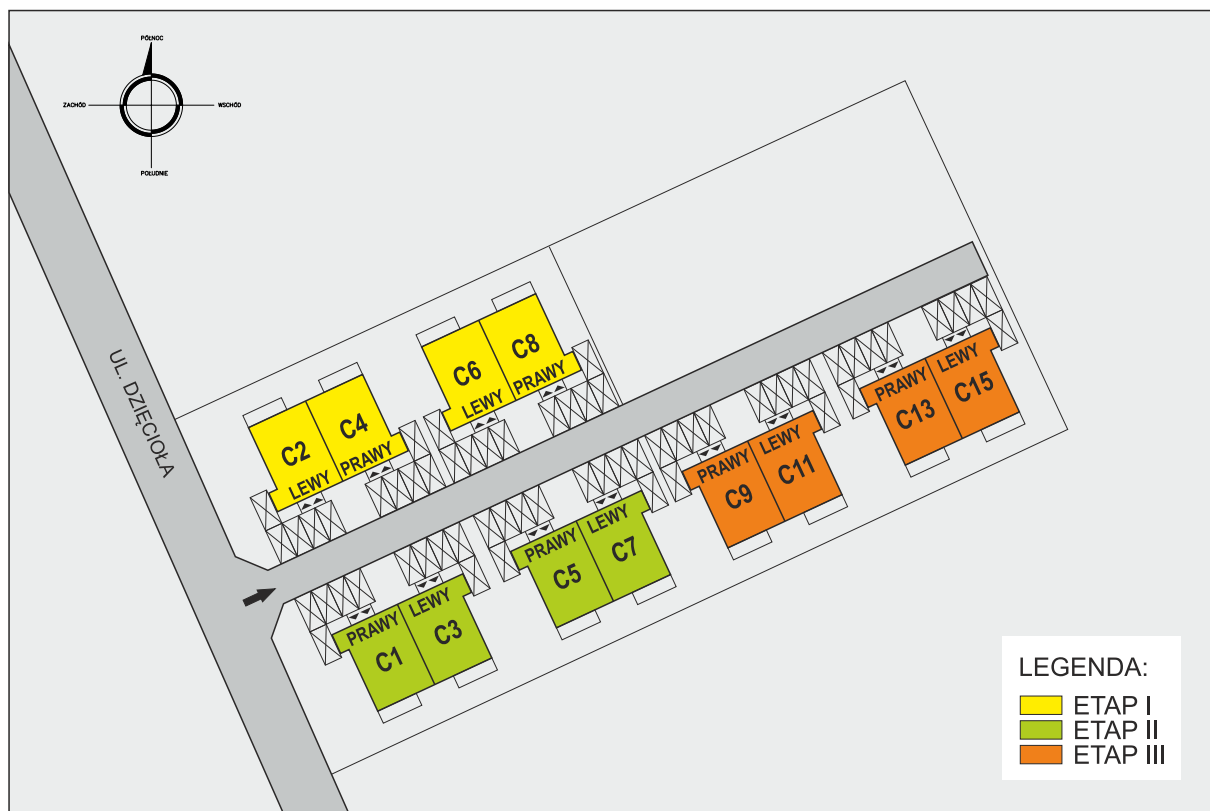 PÓŁNOC
ZACHÓD
WSCHÓD
POŁUDNIE
UL. DZIĘCIOŁA
C2
LEWY
C4
PRAWY
C6
LEWY
C8
PRAWY
PRAWY
C1
LEWY
C3
PRAWY
C5
LEWY
C7
PRAWY
C9
LEWY
C11
PRAWY
C13
LEWY
C15
LEGENDA:
ETAP I
ETAP II
ETAP III